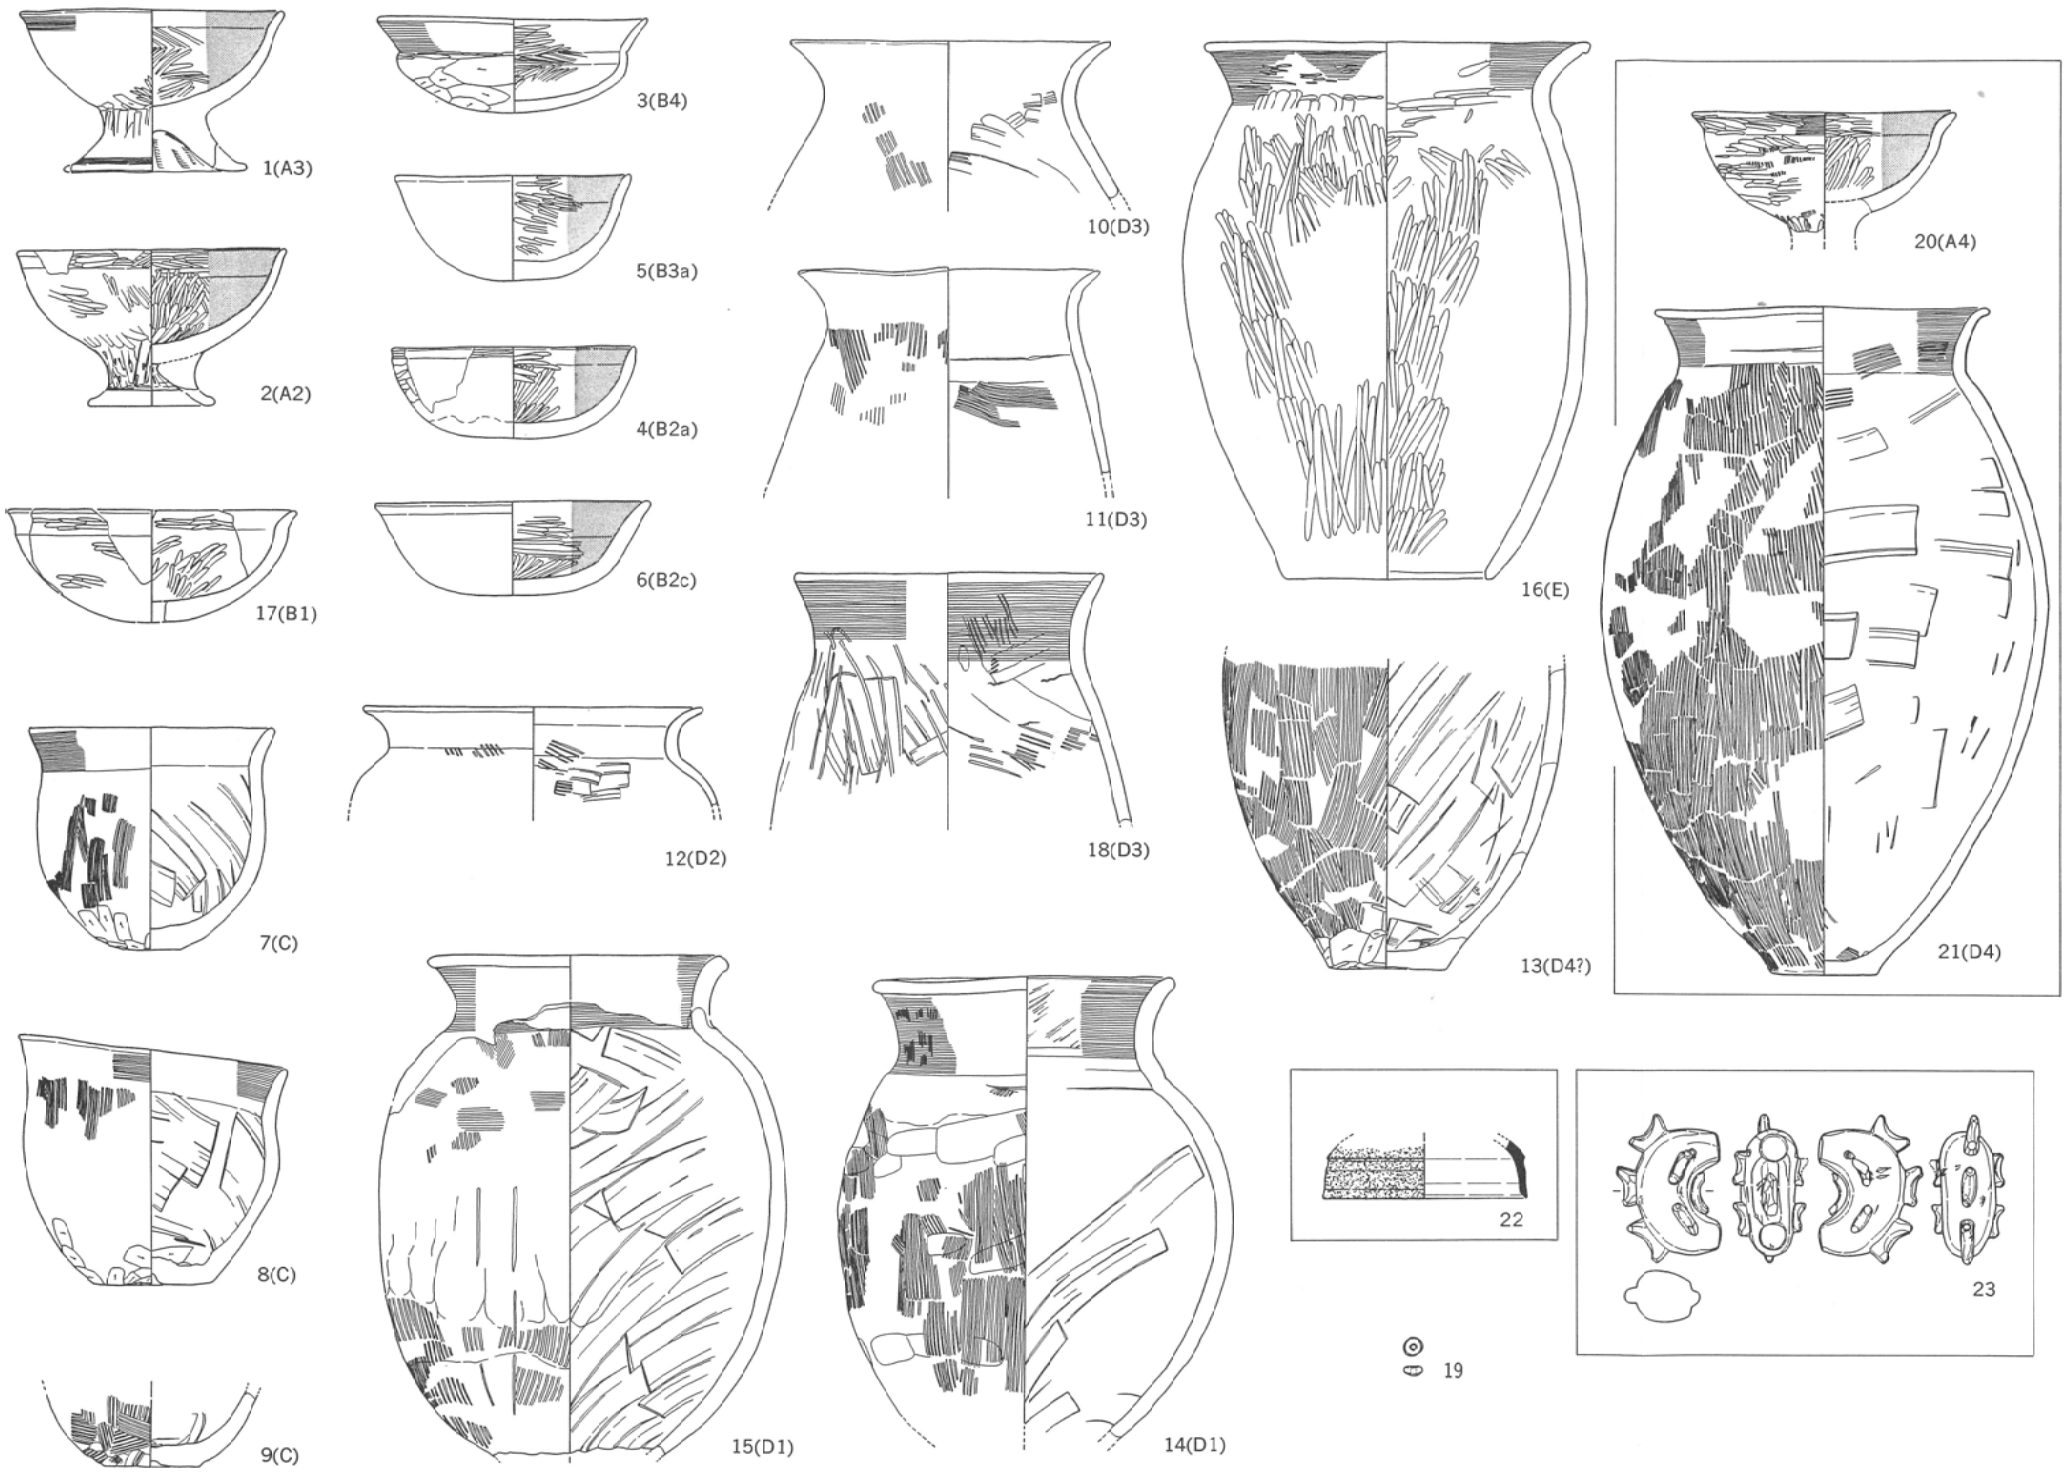 1(A3)
2(A2)
17(B1)
7(C)
8(C)
9(C)
3(B4)
5(B3a)
4(B2a)
6(B2c)
12(D2)
15(D1)
10(D3)
11(D3)
18(D3)
14(D1)
16(E)
13(D4?)
20(A4)
21(D4)
22
19
23